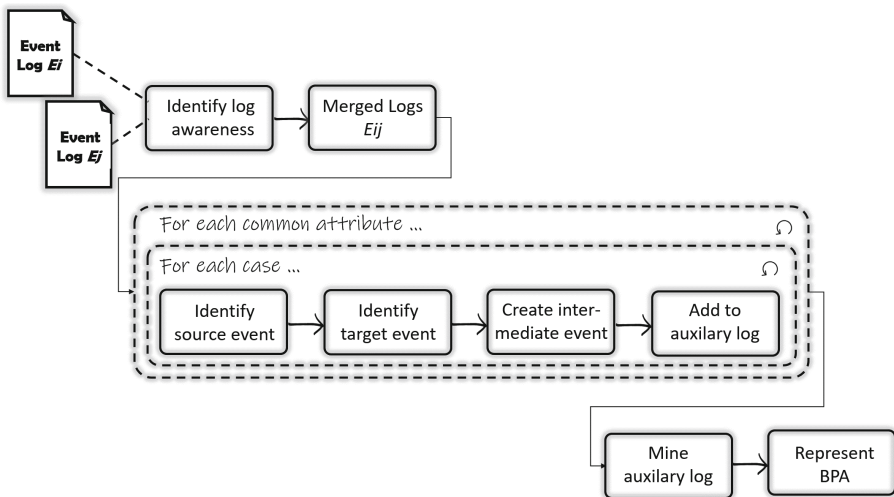 Event
Log Ei
Event
Log Ej
Identify log
awareness
Merged Logs
Eij
For each common attribute ...
For each case ...
Identify
source event
Identify
target event
Create inter-
mediate event
Add to
auxilary log
Mine
auxilary log
Represent
BPA